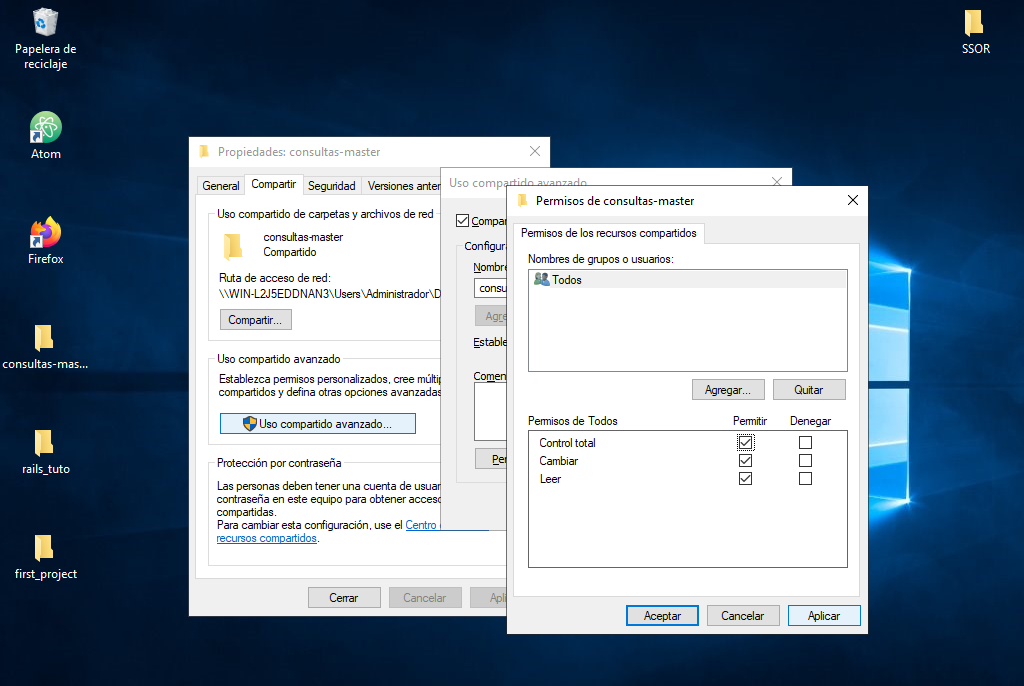 Papelera de
reciclaje
Atom
Firefox
consultas-mas...
rails_tuto
first_project
SSOR
Propiedades: consultas-master
General
Compartir
Seguridad
Versiones anter
Uso compartido de carpetas y archivos de red
consultas-master
Compartido
Ruta de acceso de red:
\\WIN-L2J5EDDNAN3\Users\Administrador\D
Compartir...
Uso compartido avanzado
Establezca permisos personalizados, cree múltip
compartidos y defina otras opciones avanzadas
Uso compartido avanzado...
Protección por contraseña
Las personas deben tener una cuenta de usuar
contraseña en este equipo para obtener acceso
compartidas.
Para cambiar esta configuración, use el Centro
recursos compartidos.
Cerrar
Cancelar
Apli
Uso compartido avanzado
Compar
Configura
Nombre
consu
Agre
Estable
Comen
Per
Permisos de consultas-master
Permisos de los recursos compartidos
Nombres de grupos o usuarios:
Todos
Agregar...
Quitar
Permisos de Todos
Permitir
Denegar
Control total
Cambiar
Leer
Aceptar
Cancelar
Aplicar